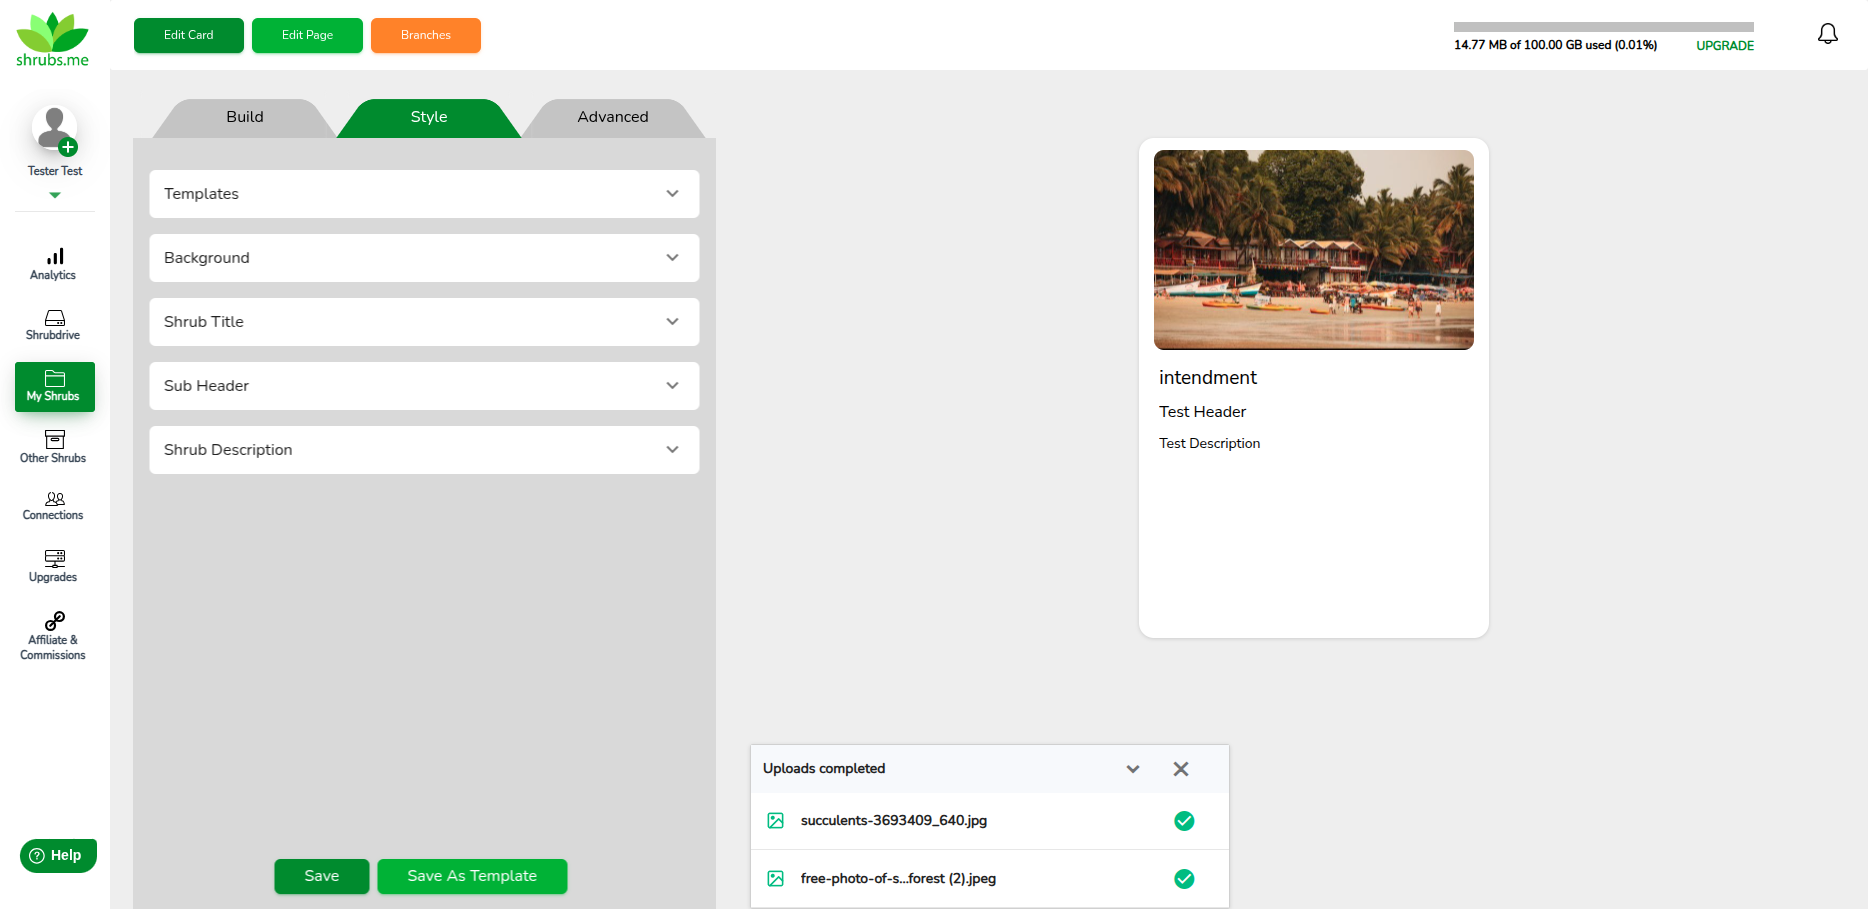 shrubs.me
Edit Card
Edit Page
Branches
14.77 MB of 100.00 GB used (0.01%)
UPGRADE
Tester Test
Analytics
Shrubdrive
My Shrubs
Other Shrubs
Connections
Upgrades
Affiliate &
Commissions
Help
Build
Style
Advanced
Templates
Background
Shrub Title
Sub Header
Shrub Description
Save
Save As Template
intendment
Test Header
Test Description
Uploads completed
succulents-3693409_640.jpg
free-photo-of-s...forest (2).jpeg